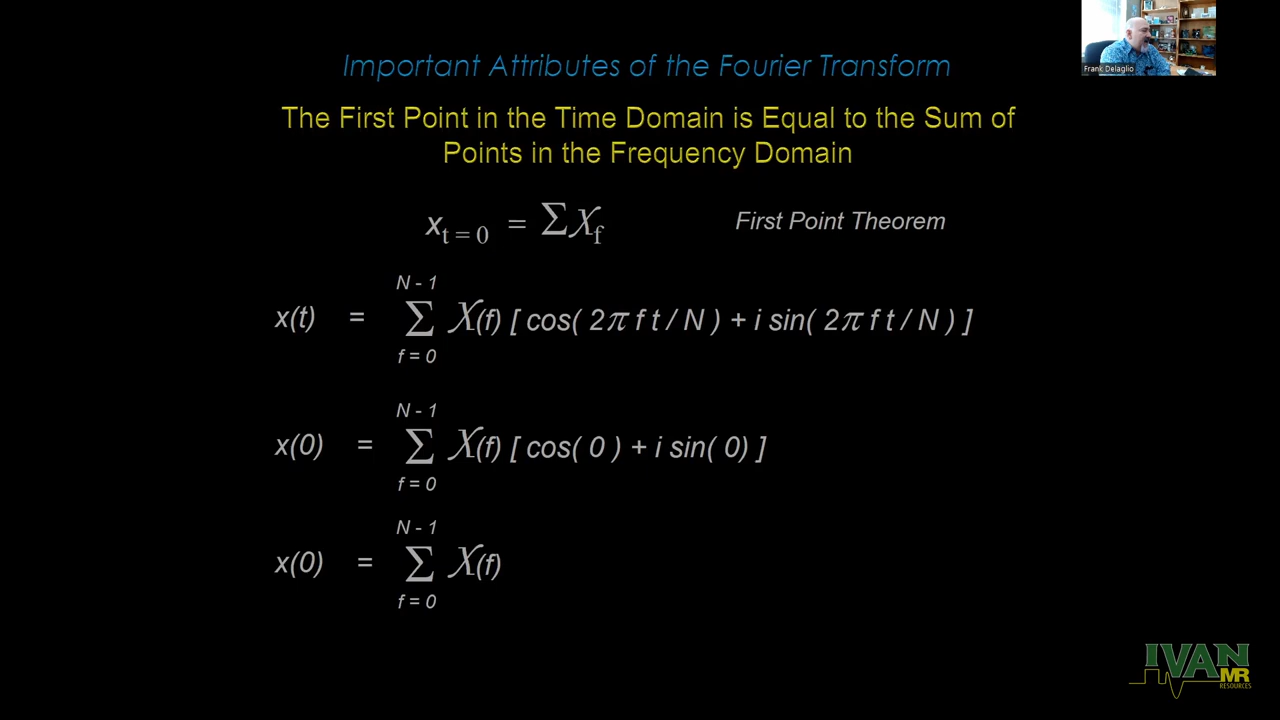 Important Attributes of the Fourier Transform
Frank Delaglio
The First Point in the Time Domain is Equal to the Sum of
Points in the Frequency Domain
x_{t = 0} = Σ X_f
First Point Theorem
N - 1
x(t) = Σ X(f) [ cos( 2π f t / N ) + i sin( 2π f t / N ) ]
f = 0
N - 1
x(0) = Σ X(f) [ cos( 0 ) + i sin( 0) ]
f = 0
N - 1
x(0) = Σ X(f)
f = 0
IVAN
MR
RESOURCES